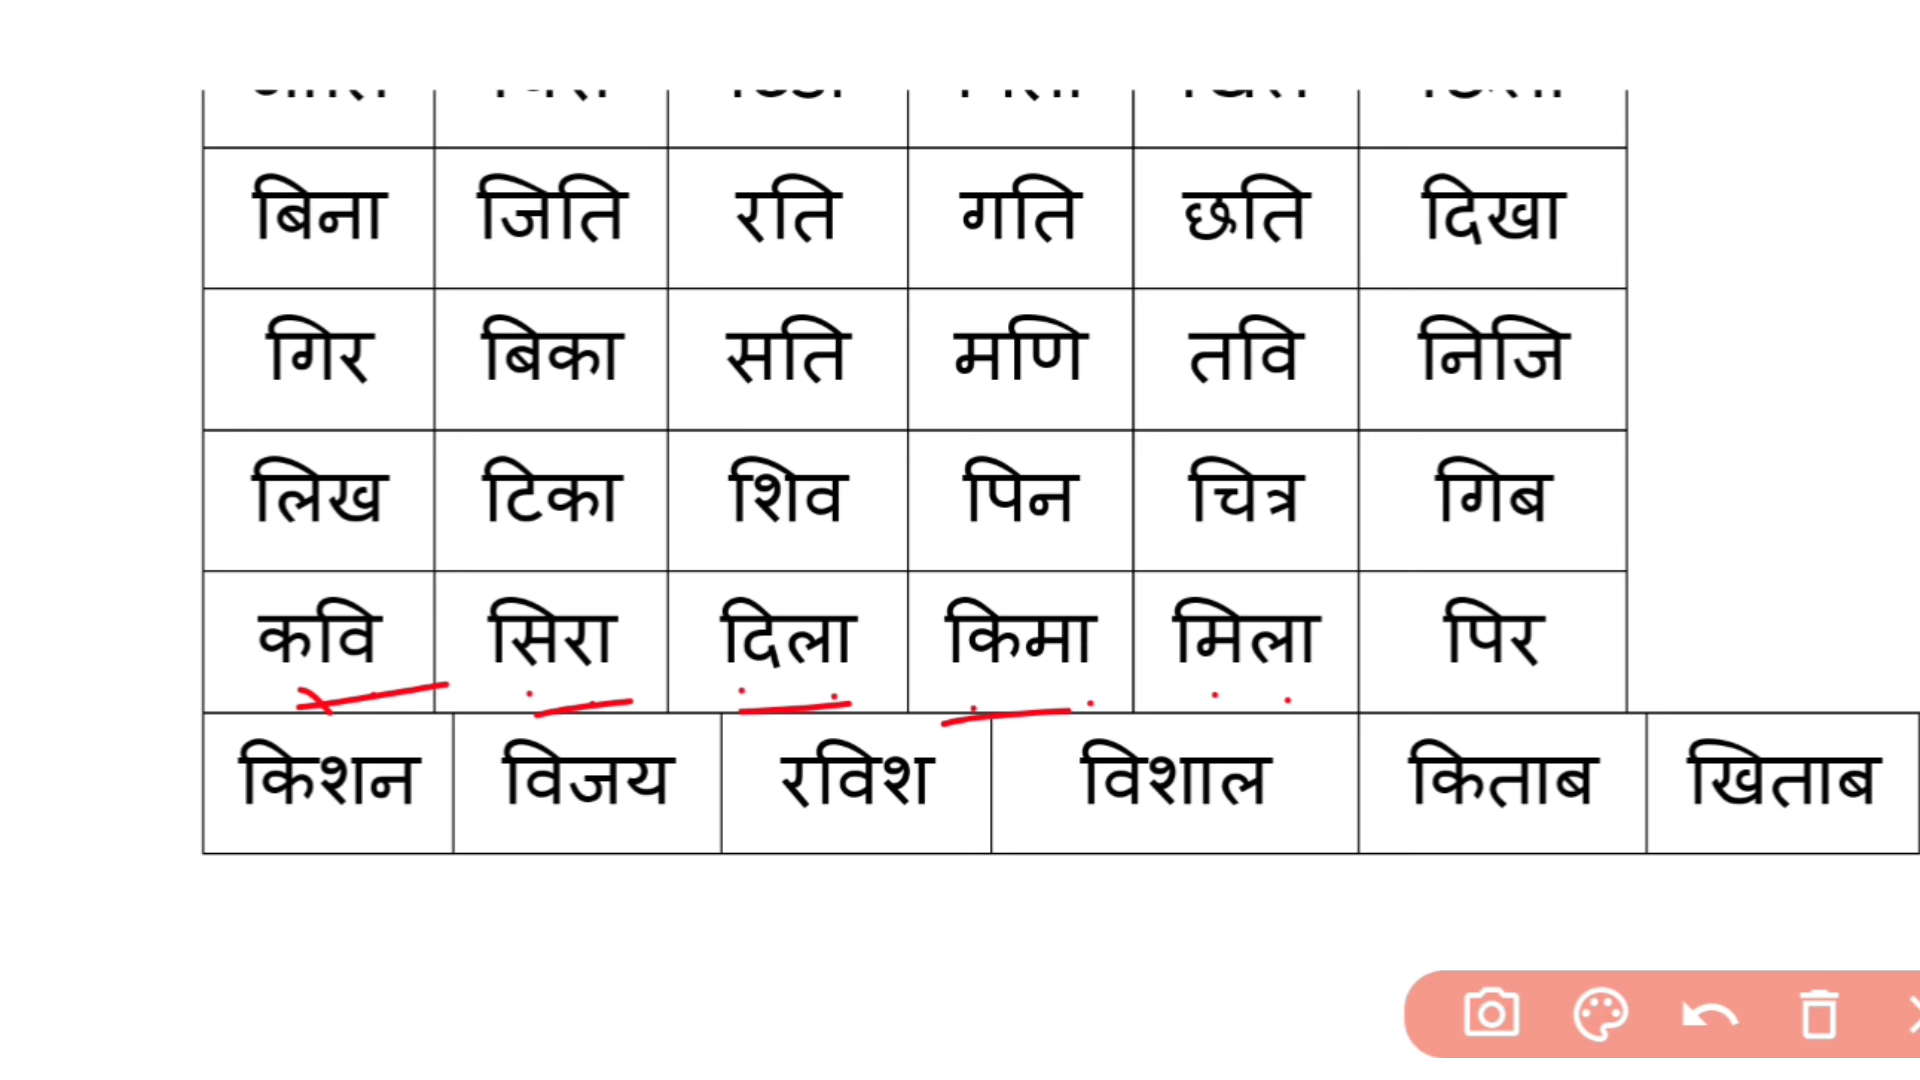 बिना जिति रति गति छति दिखा
गिर बिका सति मणि तवि निजि
लिख टिका शिव पिन चित्र गिब
कवि सिरा दिला किमा मिला पिर
किशन विजय रविश विशाल किताब खिताब